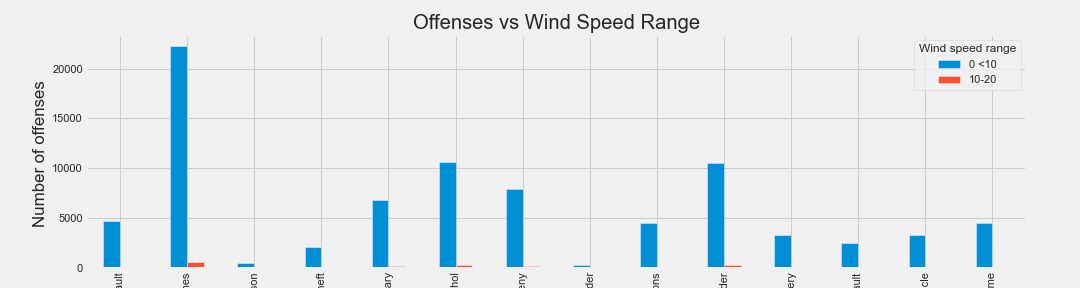 Offenses vs Wind Speed Range
Wind speed range
0 <10
10-20
Number of offenses
20000
15000
10000
5000
0
ault
nes
son
heft
ary
hol
eny
der
ons
der
ery
ault
cle
me